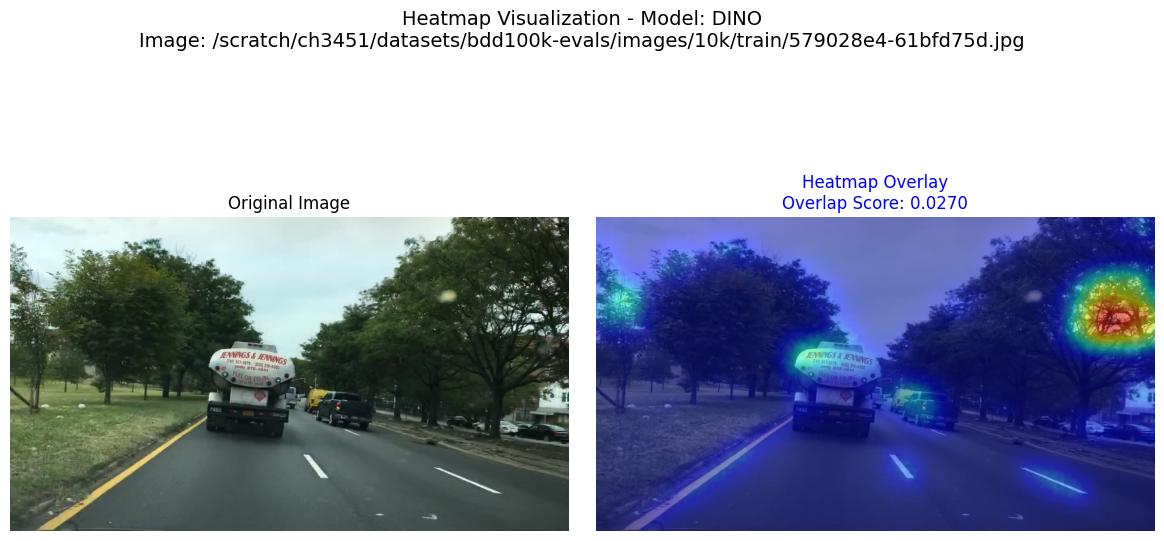 Heatmap Visualization - Model: DINO
Image: /scratch/ch3451/datasets/bdd100k-evals/images/10k/train/579028e4-61bfd75d.jpg
Original Image
Heatmap Overlay
Overlap Score: 0.0270
JENNINGS & JENNINGS
JENNINGS & JENNINGS